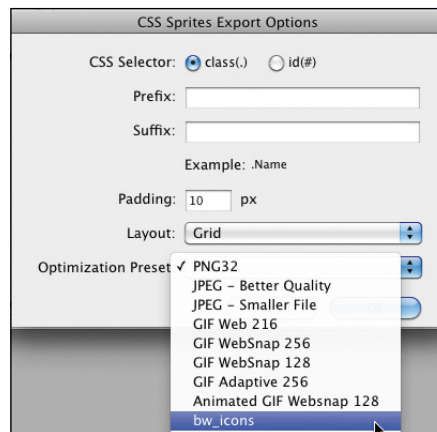 CSS Sprites Export Options
CSS Selector: class(.) id(#)
Prefix:
Suffix:
Example: .Name
Padding: 10 px
Layout: Grid
Optimization Preset ✓ PNG32
JPEG – Better Quality
JPEG – Smaller File
GIF Web 216
GIF WebSnap 256
GIF WebSnap 128
GIF Adaptive 256
Animated GIF Websnap 128
bw_icons